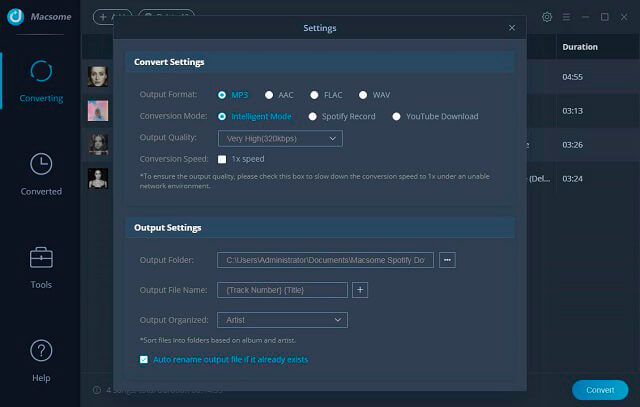 Macsome
Settings
Duration
Convert Settings
Converting
04:55
Output Format: MP3 AAC FLAC WAV
03:13
Conversion Mode: Intelligent Mode Spotify Record YouTube Download
Output Quality: Very High(320kbps)
03:26
Conversion Speed: 1x speed
*To ensure the output quality, please check this box to slow down the conversion speed to 1x under an unable
network environment.
(Del...
03:24
Converted
Output Settings
Output Folder: C:\Users\Administrator\Documents\Macsome Spotify Do
Tools
Output File Name: {Track Number} {Title}
Output Organized: Artist
*Sort files into folders based on album and artist.
Auto rename output file if it already exists
Help
Convert